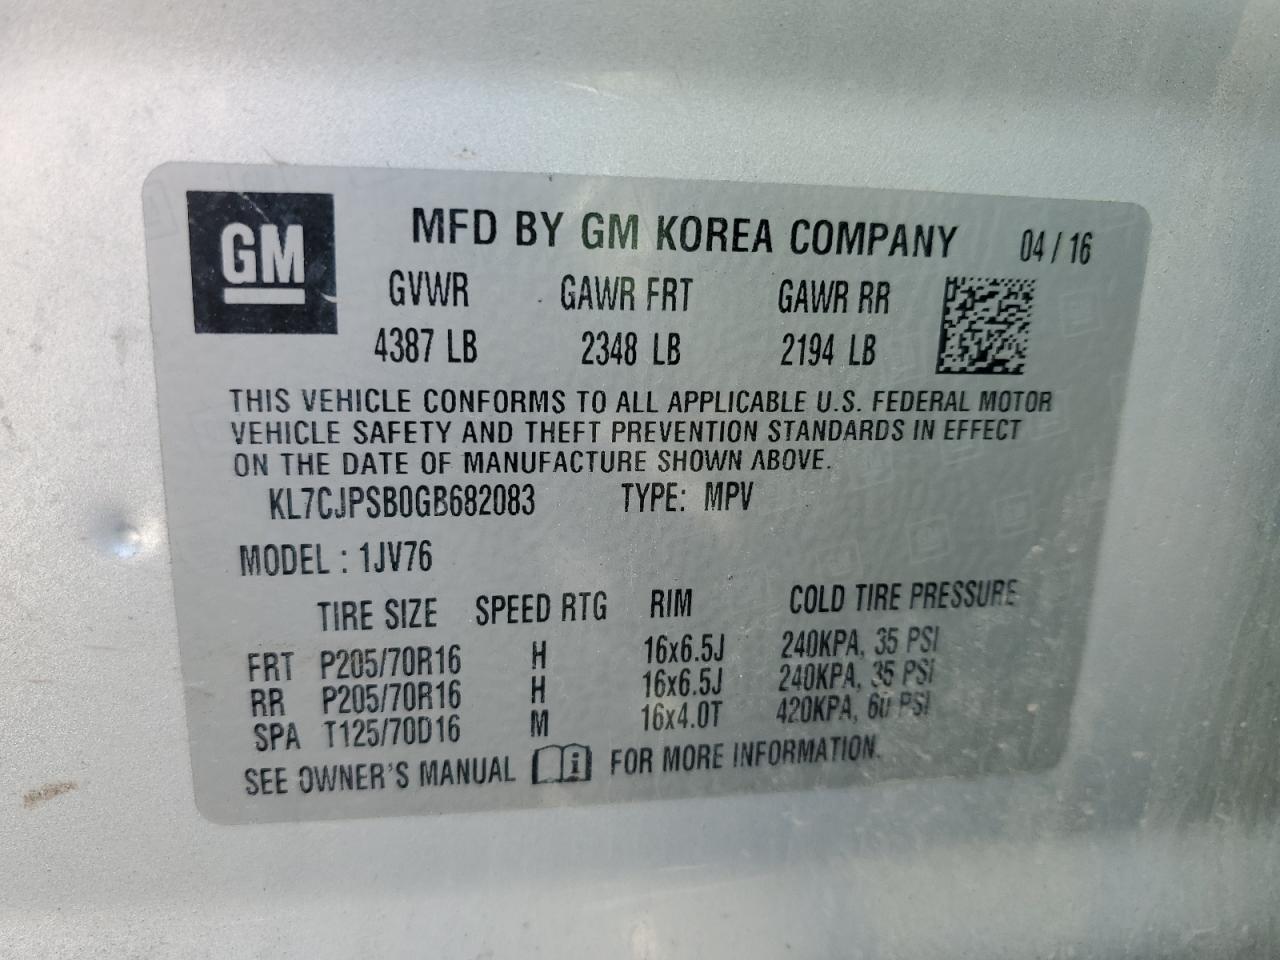 GM
MFD BY GM KOREA COMPANY 04 / 16
GVWR GAWR FRT GAWR RR
4387 LB 2348 LB 2194 LB
THIS VEHICLE CONFORMS TO ALL APPLICABLE U.S. FEDERAL MOTOR
VEHICLE SAFETY AND THEFT PREVENTION STANDARDS IN EFFECT
ON THE DATE OF MANUFACTURE SHOWN ABOVE.
KL7CJPSB0GB682083 TYPE: MPV
MODEL : 1JV76
TIRE SIZE SPEED RTG RIM COLD TIRE PRESSURE
FRT P205/70R16 H 16x6.5J 240KPA, 35 PSI
RR P205/70R16 H 16x6.5J 240KPA, 35 PSI
SPA T125/70D16 M 16x4.0T 420KPA, 60 PSI
SEE OWNER'S MANUAL i FOR MORE INFORMATION.